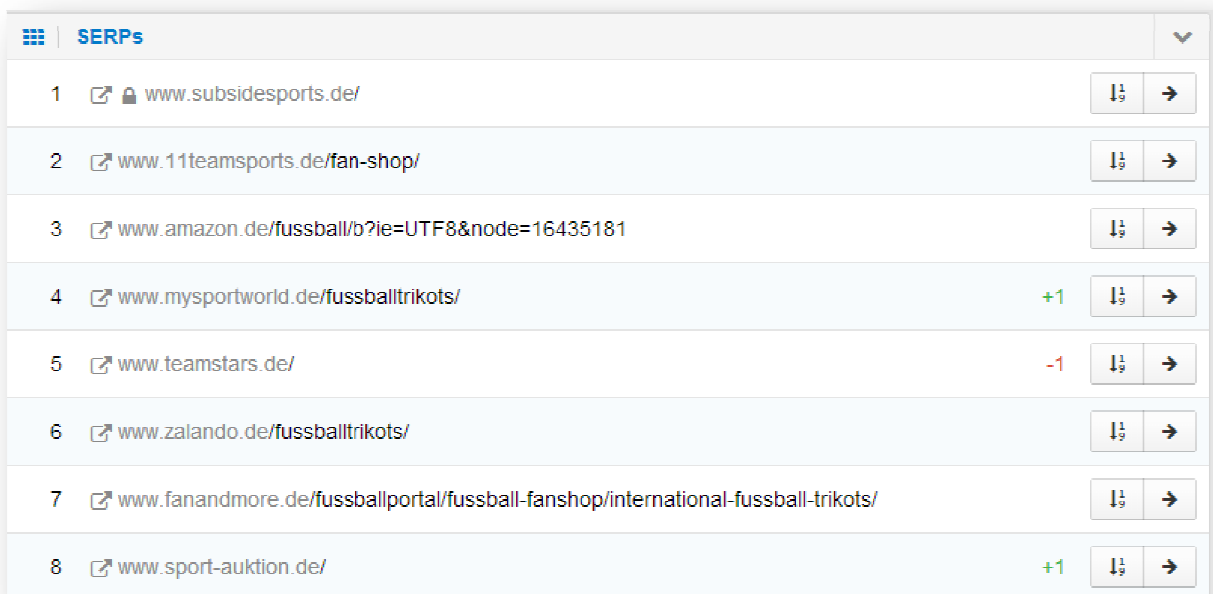 SERPs
1 www.subsidesports.de/
2 www.11teamsports.de/fan-shop/
3 www.amazon.de/fussball/b?ie=UTF8&node=16435181
4 www.mysportworld.de/fussballtrikots/ +1
5 www.teamstars.de/ -1
6 www.zalando.de/fussballtrikots/
7 www.fanandmore.de/fussballportal/fussball-fanshop/international-fussball-trikots/
8 www.sport-auktion.de/ +1